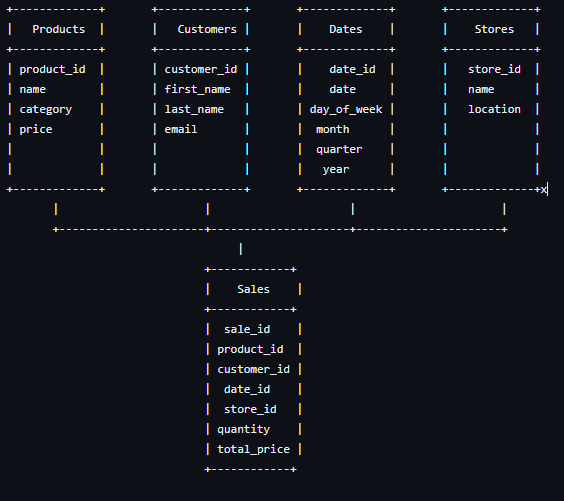 +-------------+       +-------------+       +-------------+       +-------------+
|   Products  |       |   Customers |       |    Dates    |       |    Stores   |
+-------------+       +-------------+       +-------------+       +-------------+
| product_id  |       | customer_id |       |    date_id  |       |  store_id   |
| name        |       | first_name  |       |    date     |       |  name       |
| category    |       | last_name   |       | day_of_week |       |  location   |
| price       |       | email       |       |  month      |       |             |
|             |       |             |       |  quarter    |       |             |
|             |       |             |       |   year      |       |             |
+-------------+       +-------------+       +-------------+       +-------------+x
       |                      |                     |                      |
       +----------------------+---------------------+----------------------+
                                   |
                              +------------+
                              |    Sales    |
                              +------------+
                              |  sale_id    |
                              | product_id  |
                              | customer_id |
                              |  date_id    |
                              |  store_id   |
                              | quantity    |
                              | total_price |
                              +------------+